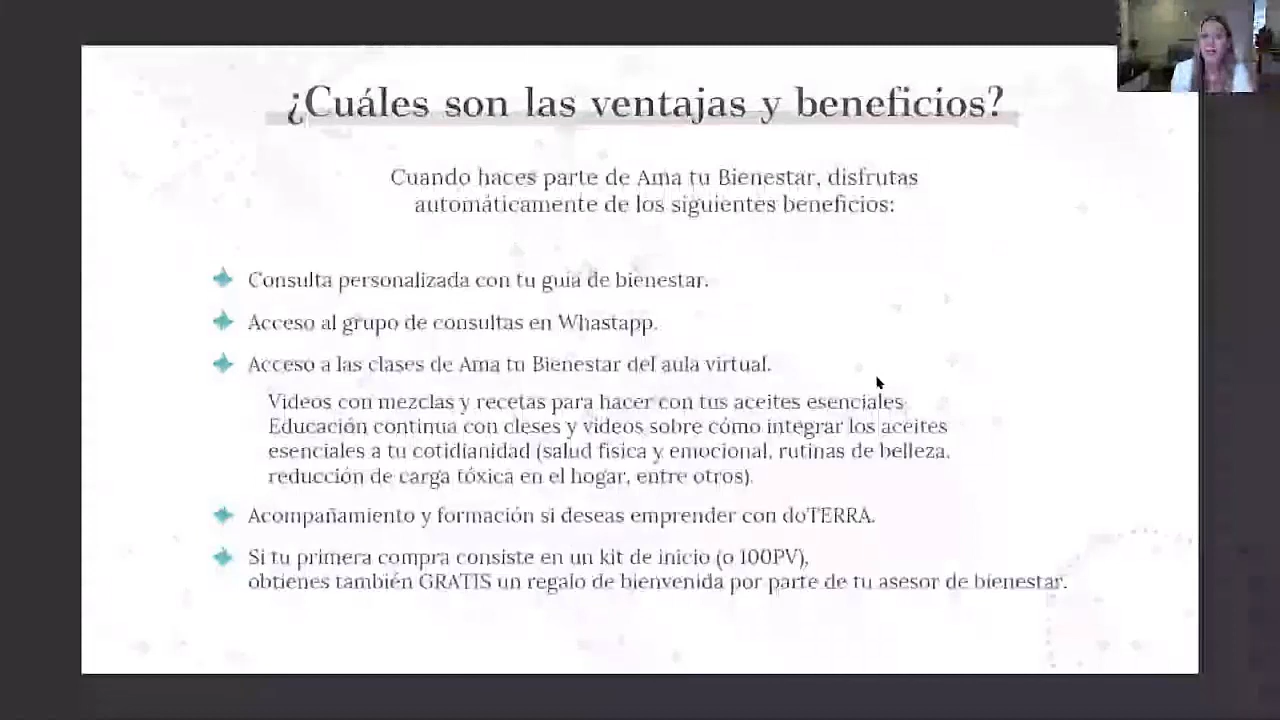 ¿Cuáles son las ventajas y beneficios?
Cuando haces parte de Ama tu Bienestar, disfrutas
automáticamente de los siguientes beneficios:
Consulta personalizada con tu guía de bienestar.
Acceso al grupo de consultas en Whastapp.
Acceso a las clases de Ama tu Bienestar del aula virtual.
Videos con mezclas y recetas para hacer con tus aceites esenciales.
Educación continua con cleses y videos sobre cómo integrar los aceites
esenciales a tu cotidianidad (salud física y emocional, rutinas de belleza,
reducción de carga tóxica en el hogar, entre otros).
Acompañamiento y formación si deseas emprender con doTERRA.
Si tu primera compra consiste en un kit de inicio (o 100PV),
obtienes también GRATIS un regalo de bienvenida por parte de tu asesor de bienestar.